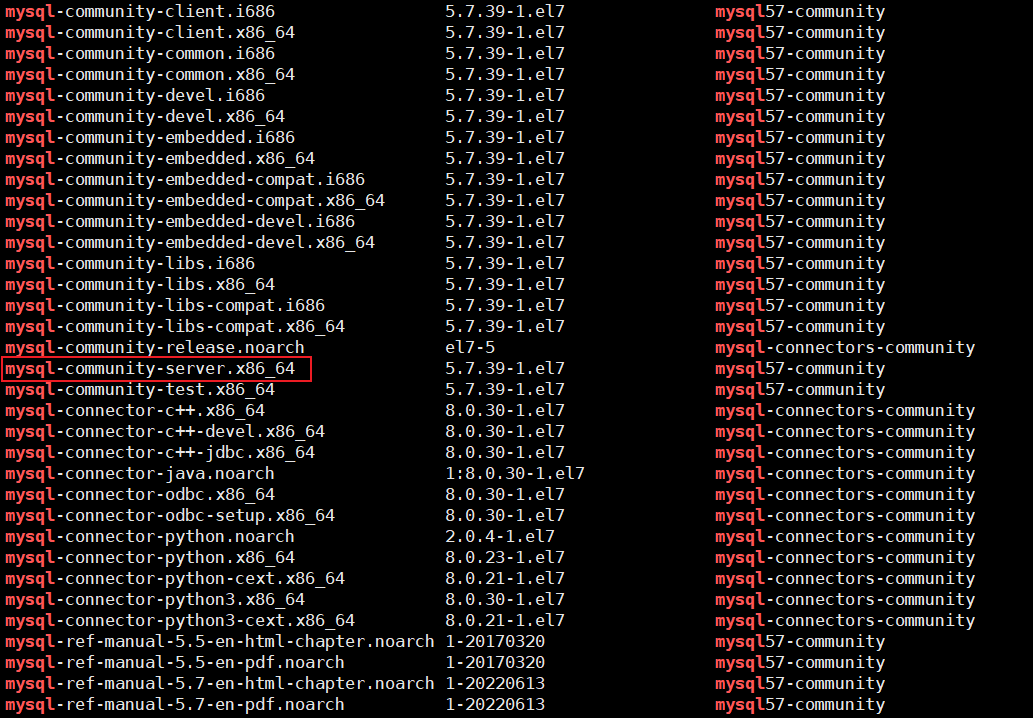 mysql-community-client.i686 5.7.39-1.el7 mysql57-community
mysql-community-client.x86_64 5.7.39-1.el7 mysql57-community
mysql-community-common.i686 5.7.39-1.el7 mysql57-community
mysql-community-common.x86_64 5.7.39-1.el7 mysql57-community
mysql-community-devel.i686 5.7.39-1.el7 mysql57-community
mysql-community-devel.x86_64 5.7.39-1.el7 mysql57-community
mysql-community-embedded.i686 5.7.39-1.el7 mysql57-community
mysql-community-embedded.x86_64 5.7.39-1.el7 mysql57-community
mysql-community-embedded-compat.i686 5.7.39-1.el7 mysql57-community
mysql-community-embedded-compat.x86_64 5.7.39-1.el7 mysql57-community
mysql-community-embedded-devel.i686 5.7.39-1.el7 mysql57-community
mysql-community-embedded-devel.x86_64 5.7.39-1.el7 mysql57-community
mysql-community-libs.i686 5.7.39-1.el7 mysql57-community
mysql-community-libs.x86_64 5.7.39-1.el7 mysql57-community
mysql-community-libs-compat.i686 5.7.39-1.el7 mysql57-community
mysql-community-libs-compat.x86_64 5.7.39-1.el7 mysql57-community
mysql-community-release.noarch el7-5 mysql-connectors-community
mysql-community-server.x86_64 5.7.39-1.el7 mysql57-community
mysql-community-test.x86_64 5.7.39-1.el7 mysql57-community
mysql-connector-c++.x86_64 8.0.30-1.el7 mysql-connectors-community
mysql-connector-c++-devel.x86_64 8.0.30-1.el7 mysql-connectors-community
mysql-connector-c++-jdbc.x86_64 8.0.30-1.el7 mysql-connectors-community
mysql-connector-java.noarch 1:8.0.30-1.el7 mysql-connectors-community
mysql-connector-odbc.x86_64 8.0.30-1.el7 mysql-connectors-community
mysql-connector-odbc-setup.x86_64 8.0.30-1.el7 mysql-connectors-community
mysql-connector-python.noarch 2.0.4-1.el7 mysql-connectors-community
mysql-connector-python.x86_64 8.0.23-1.el7 mysql-connectors-community
mysql-connector-python-cext.x86_64 8.0.21-1.el7 mysql-connectors-community
mysql-connector-python3.x86_64 8.0.30-1.el7 mysql-connectors-community
mysql-connector-python3-cext.x86_64 8.0.21-1.el7 mysql-connectors-community
mysql-ref-manual-5.5-en-html-chapter.noarch 1-20170320 mysql57-community
mysql-ref-manual-5.5-en-pdf.noarch 1-20170320 mysql57-community
mysql-ref-manual-5.7-en-html-chapter.noarch 1-20220613 mysql57-community
mysql-ref-manual-5.7-en-pdf.noarch 1-20220613 mysql57-community